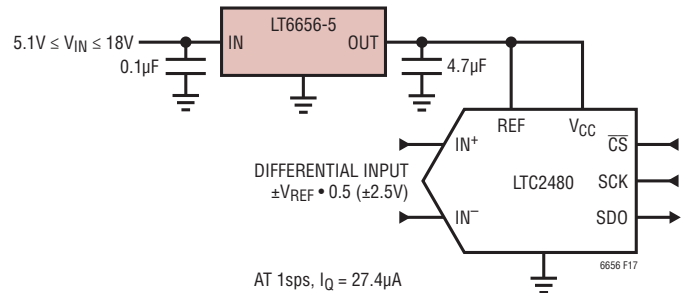 LT6656-5
5.1V ≤ VIN ≤ 18V
IN
OUT
0.1µF
4.7µF
REF
VCC
IN+
CS
DIFFERENTIAL INPUT
±VREF • 0.5 (±2.5V)
LTC2480
SCK
IN–
SDO
6656 F17
AT 1sps, IQ = 27.4µA